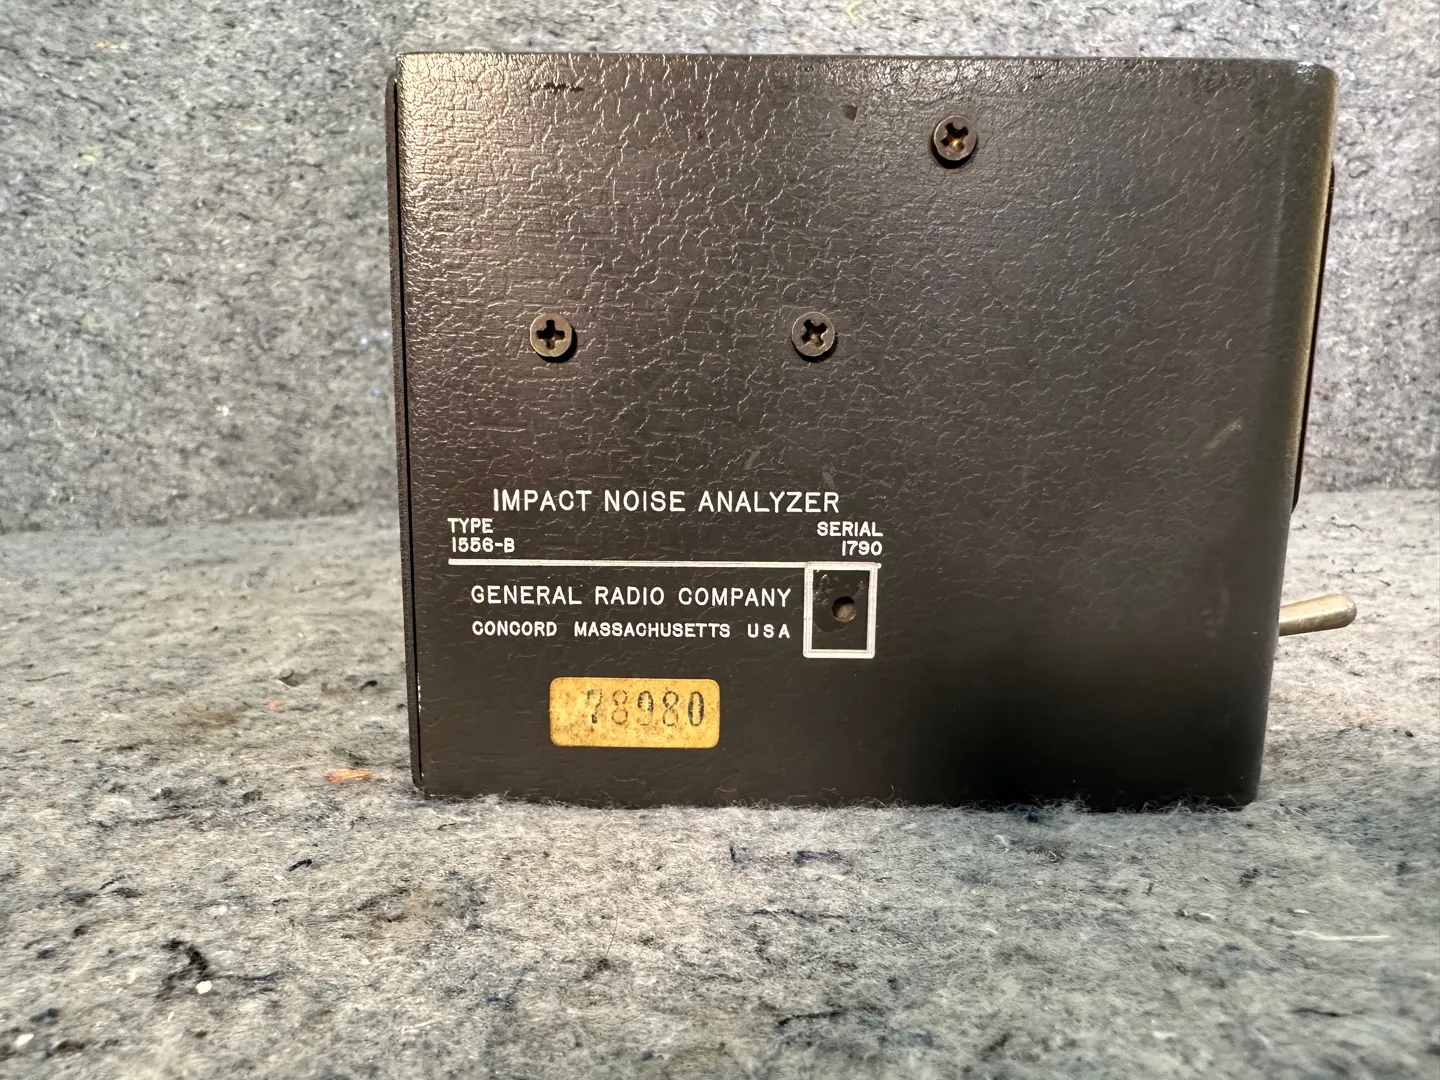 IMPACT NOISE ANALYZER
TYPE SERIAL
1556-B 1790
GENERAL RADIO COMPANY
CONCORD MASSACHUSETTS USA
78980